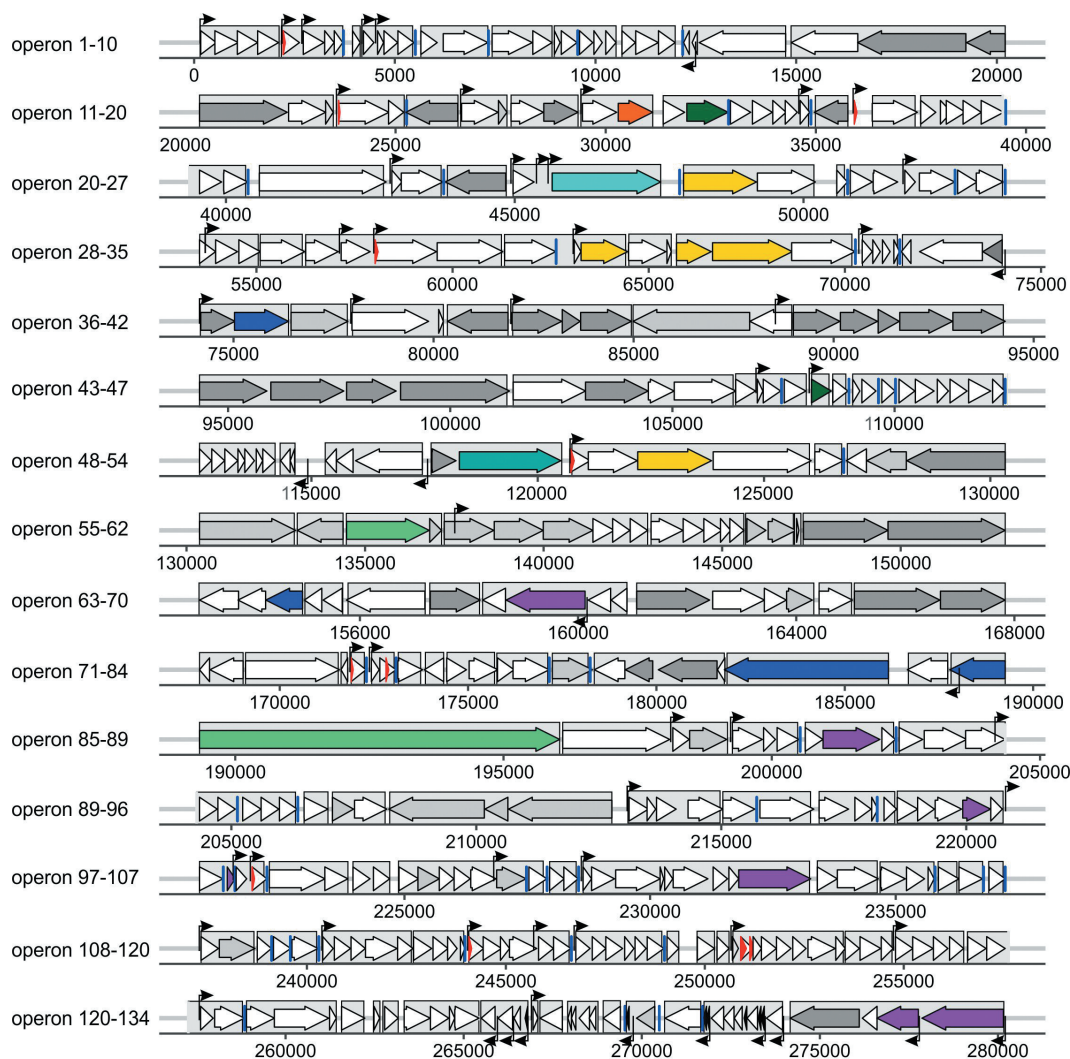 operon 1-10
0 5000 10000 15000 20000
operon 11-20
20000 25000 30000 35000 40000
operon 20-27
40000 45000 50000
operon 28-35
55000 60000 65000 70000 75000
operon 36-42
75000 80000 85000 90000 95000
operon 43-47
95000 100000 105000 110000
operon 48-54
115000 120000 125000 130000
operon 55-62
130000 135000 140000 145000 150000
operon 63-70
156000 160000 164000 168000
operon 71-84
170000 175000 180000 185000 190000
operon 85-89
190000 195000 200000 205000
operon 89-96
205000 210000 215000 220000
operon 97-107
225000 230000 235000
operon 108-120
240000 245000 250000 255000
operon 120-134
260000 265000 270000 275000 280000